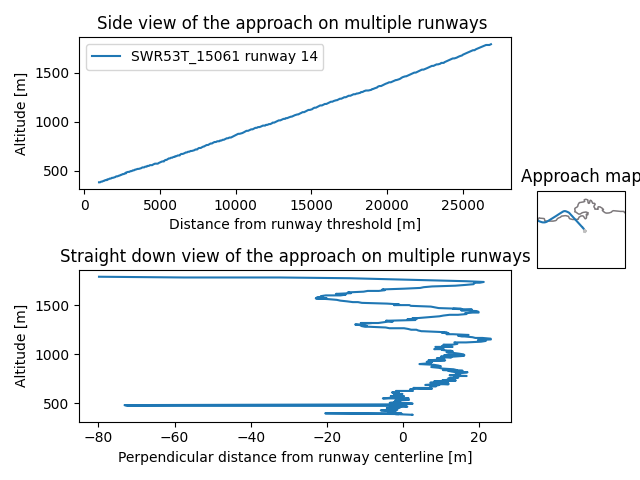 Side view of the approach on multiple runways
SWR53T_15061 runway 14
Altitude [m]
1500
1000
500
0 5000 10000 15000 20000 25000
Distance from runway threshold [m]
Approach map
Straight down view of the approach on multiple runways
Altitude [m]
1500
1000
500
−80 −60 −40 −20 0 20
Perpendicular distance from runway centerline [m]